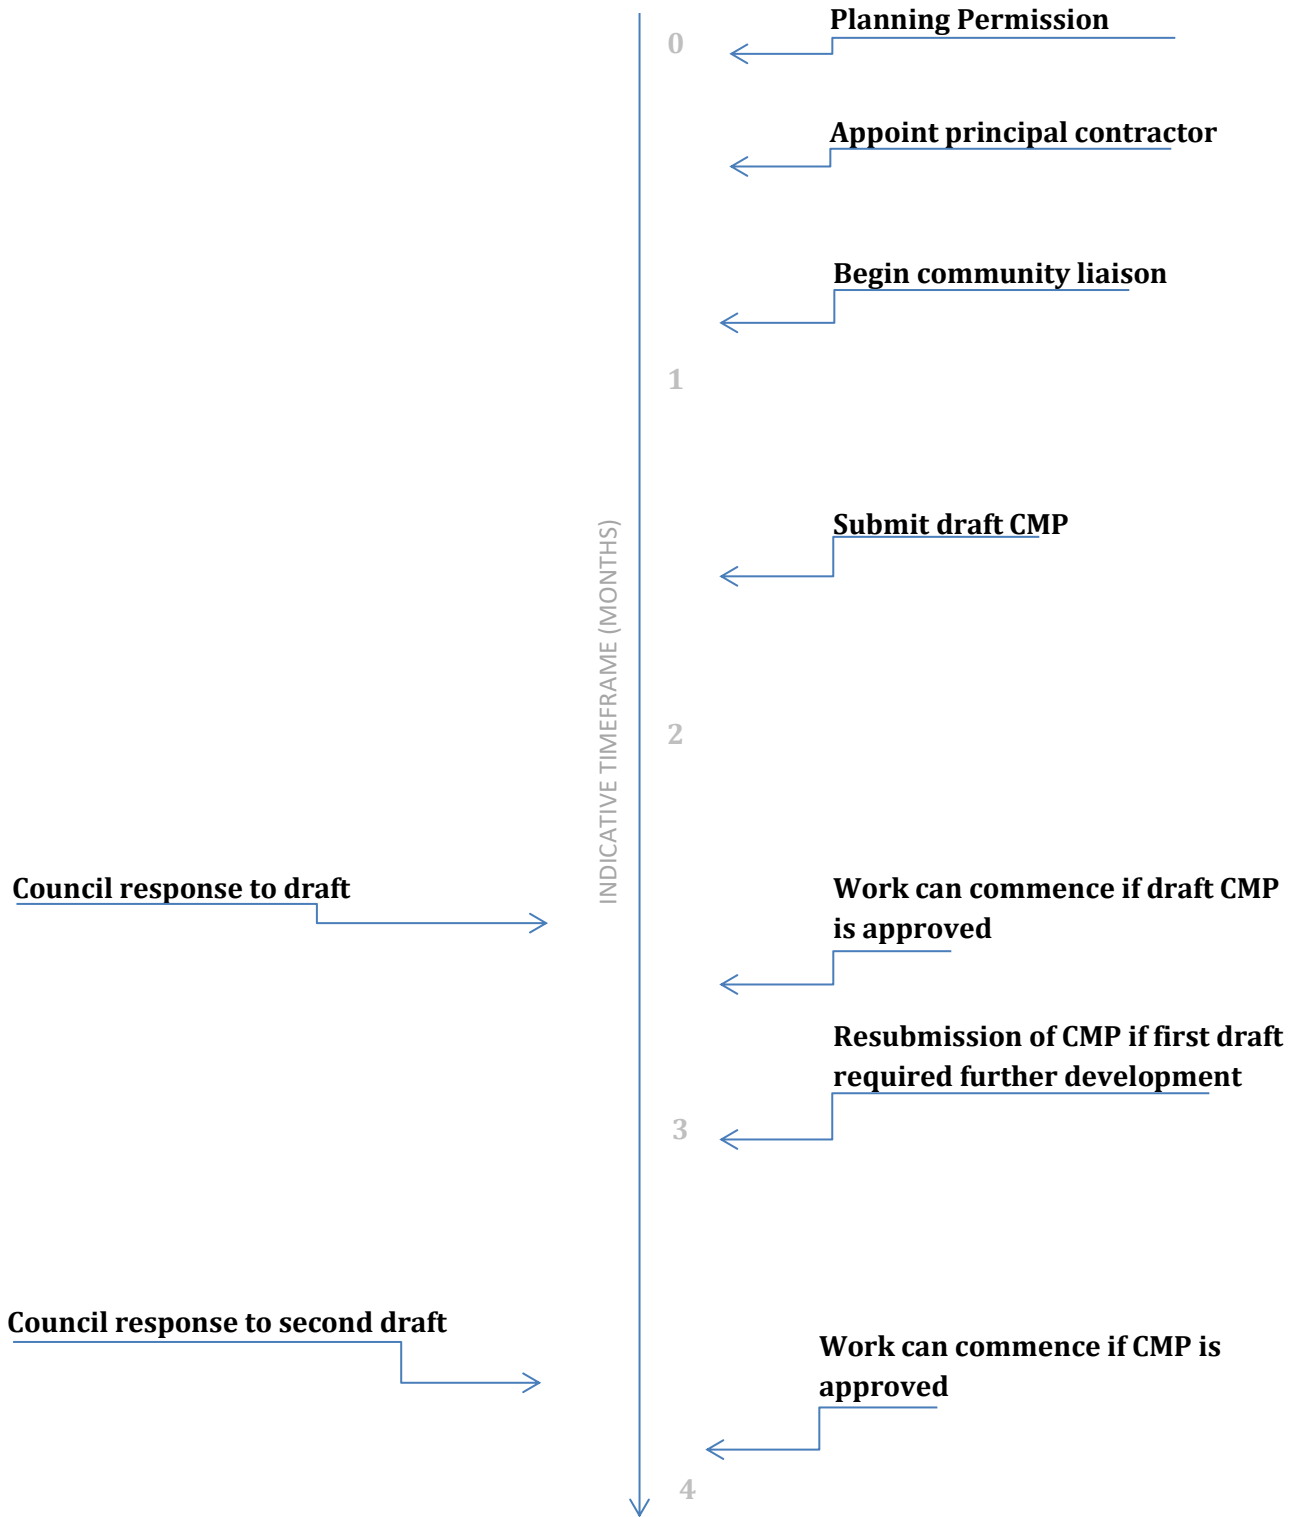 Planning Permission
0
Appoint principal contractor
Begin community liaison
1
Submit draft CMP
INDICATIVE TIMEFRAME (MONTHS)
2
Council response to draft
Work can commence if draft CMP
is approved
Resubmission of CMP if first draft
required further development
3
Council response to second draft
Work can commence if CMP is
approved
4